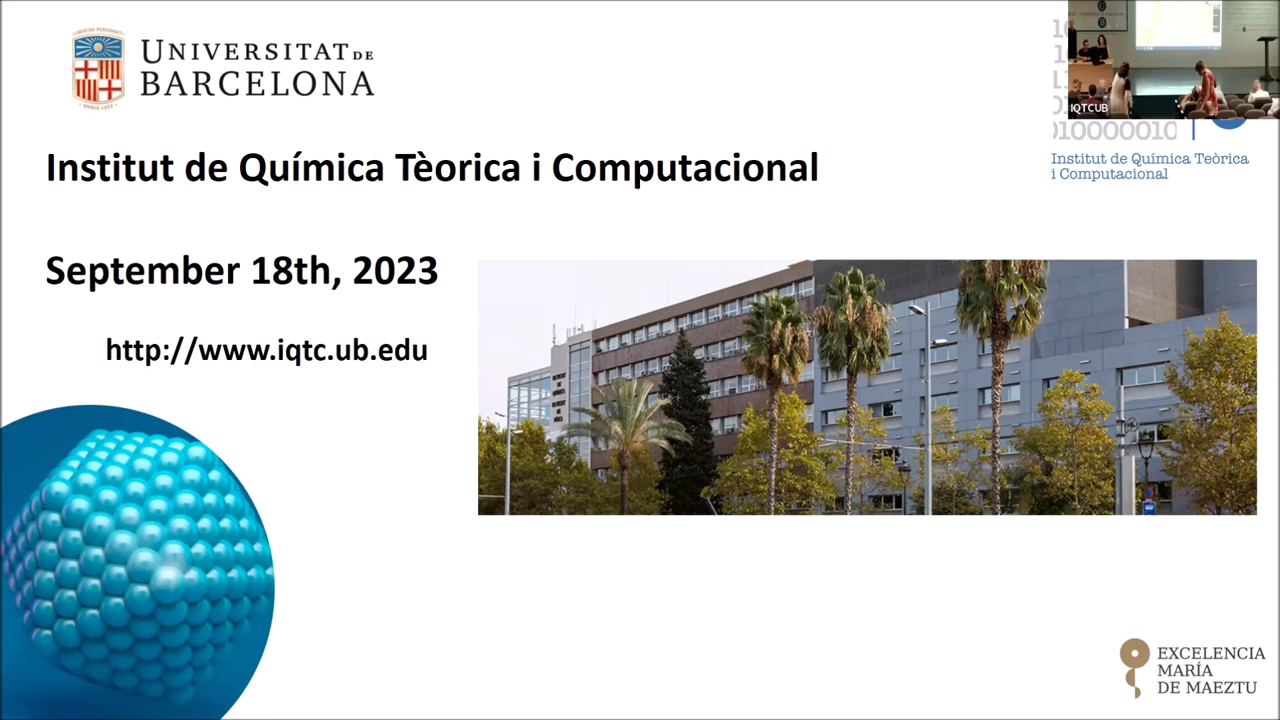 UNIVERSITAT DE
BARCELONA
IQTCUB
010000010
Institut de Química Teòrica
i Computacional
Institut de Química Tèorica i Computacional
September 18th, 2023
http://www.iqtc.ub.edu
EXCELENCIA
MARÍA
DE MAEZTU